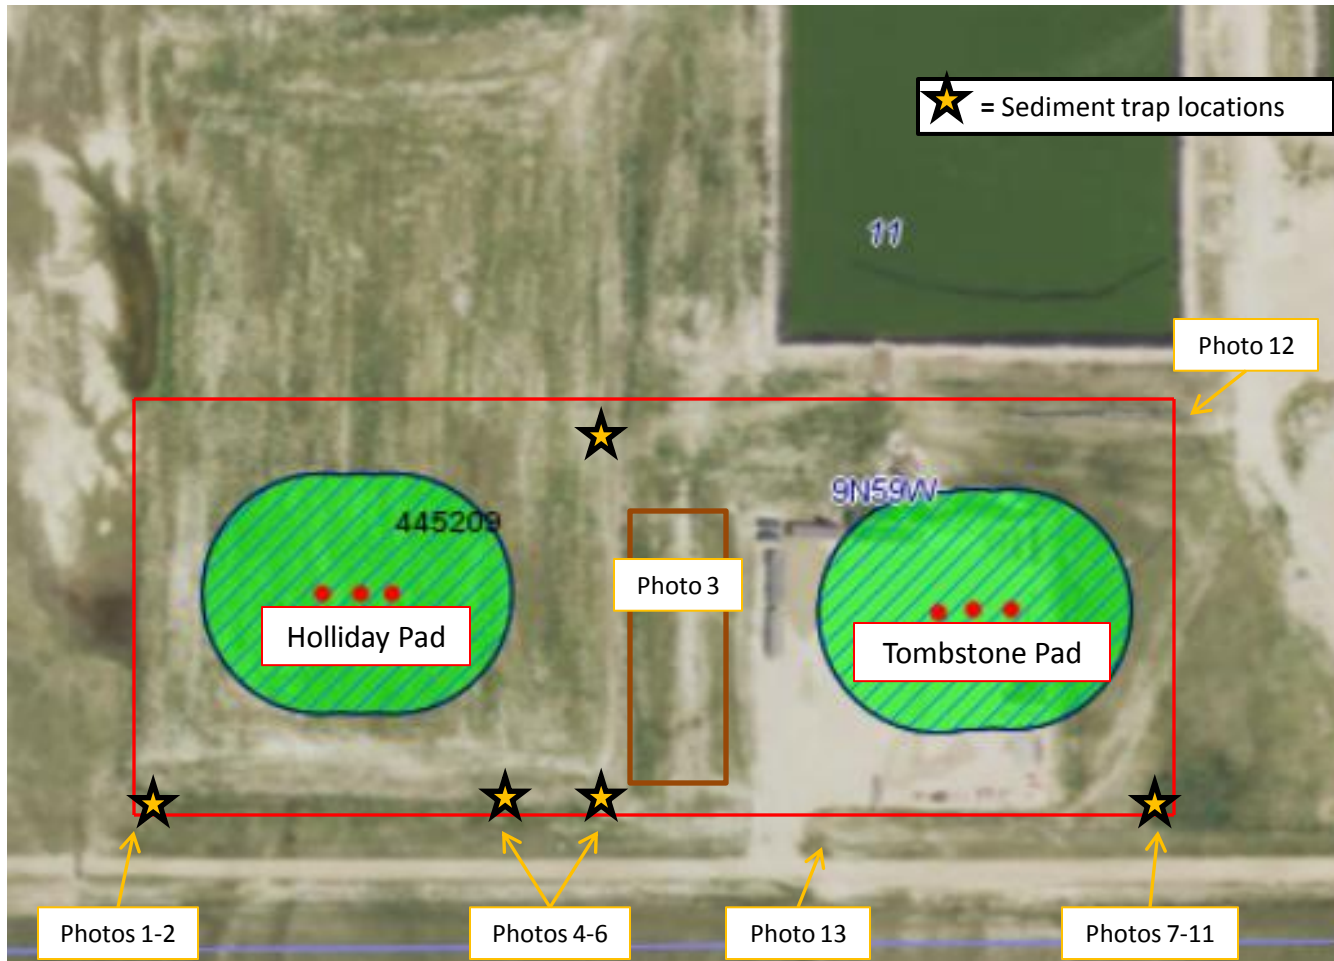 = Sediment trap locations
11
Photo 12
9N59W
445209
Photo 3
Holliday Pad
Tombstone Pad
Photos 1-2
Photos 4-6
Photo 13
Photos 7-11